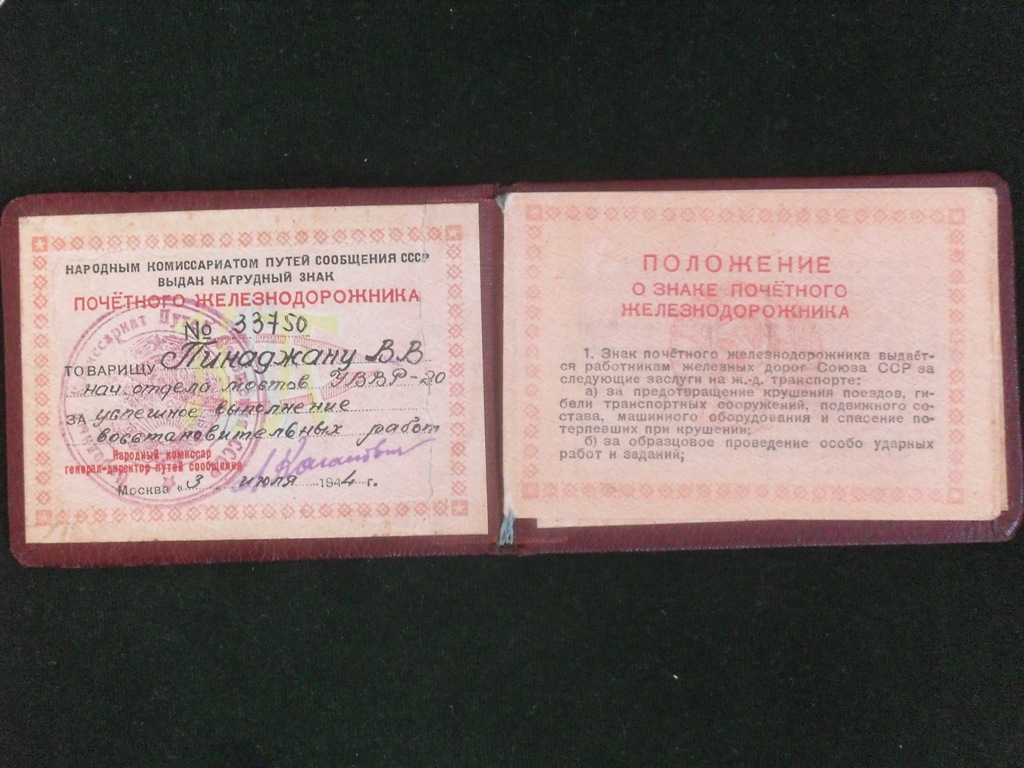 НАРОДНЫМ КОМИССАРИАТОМ ПУТЕЙ СООБЩЕНИЯ СССР
ВЫДАН НАГРУДНЫЙ ЗНАК
ПОЧЁТНОГО ЖЕЛЕЗНОДОРОЖНИКА
№ 33750
ТОВАРИЩУ Пинаджану В.В
нач. отдела мостов УВВР-20
ЗА успешное выполнение
восстановительных работ
Народный комиссар
генерал-директор путей сообщения
Л. Каганович
Москва «3 июля 1944 г.
ПОЛОЖЕНИЕ
О ЗНАКЕ ПОЧЁТНОГО
ЖЕЛЕЗНОДОРОЖНИКА
1. Знак почётного железнодорожника выдаёт-
ся работникам железных дорог Союза ССР за
следующие заслуги на ж.-д. транспорте:
а) за предотвращение крушения поездов, ги-
бели транспортных сооружений, подвижного со-
става, машинного оборудования и спасение по-
терпевших при крушении;
б) за образцовое проведение особо ударных
работ и заданий;